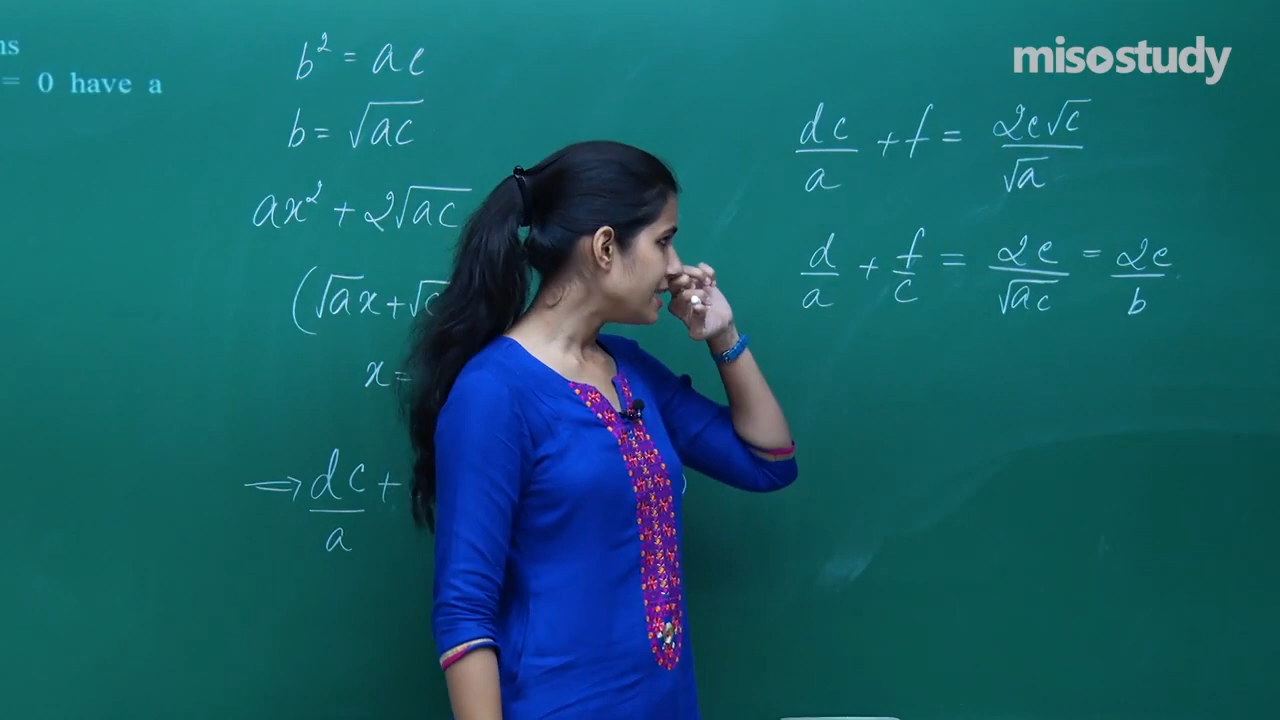 ns
= 0 have a
b² = ac
b = √ac
ax² + 2√ac
(√ax + √c
x =
⇒ dc/a +
misostudy
dc/a + f = 2e√c/√a
d/a + f/c = 2e/√ac = 2e/b